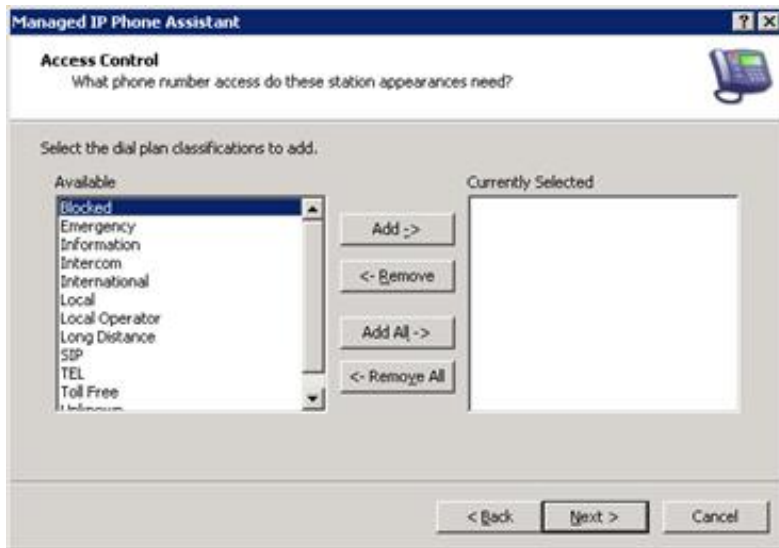 Managed IP Phone Assistant
Access Control
What phone number access do these station appearances need?
Select the dial plan classifications to add.
Available
Currently Selected
Blocked
Emergency
Information
Intercom
International
Local
Local Operator
Long Distance
SIP
TEL
Toll Free
Unknown
Add ->
<- Remove
Add All ->
<- Remove All
< Back
Next >
Cancel